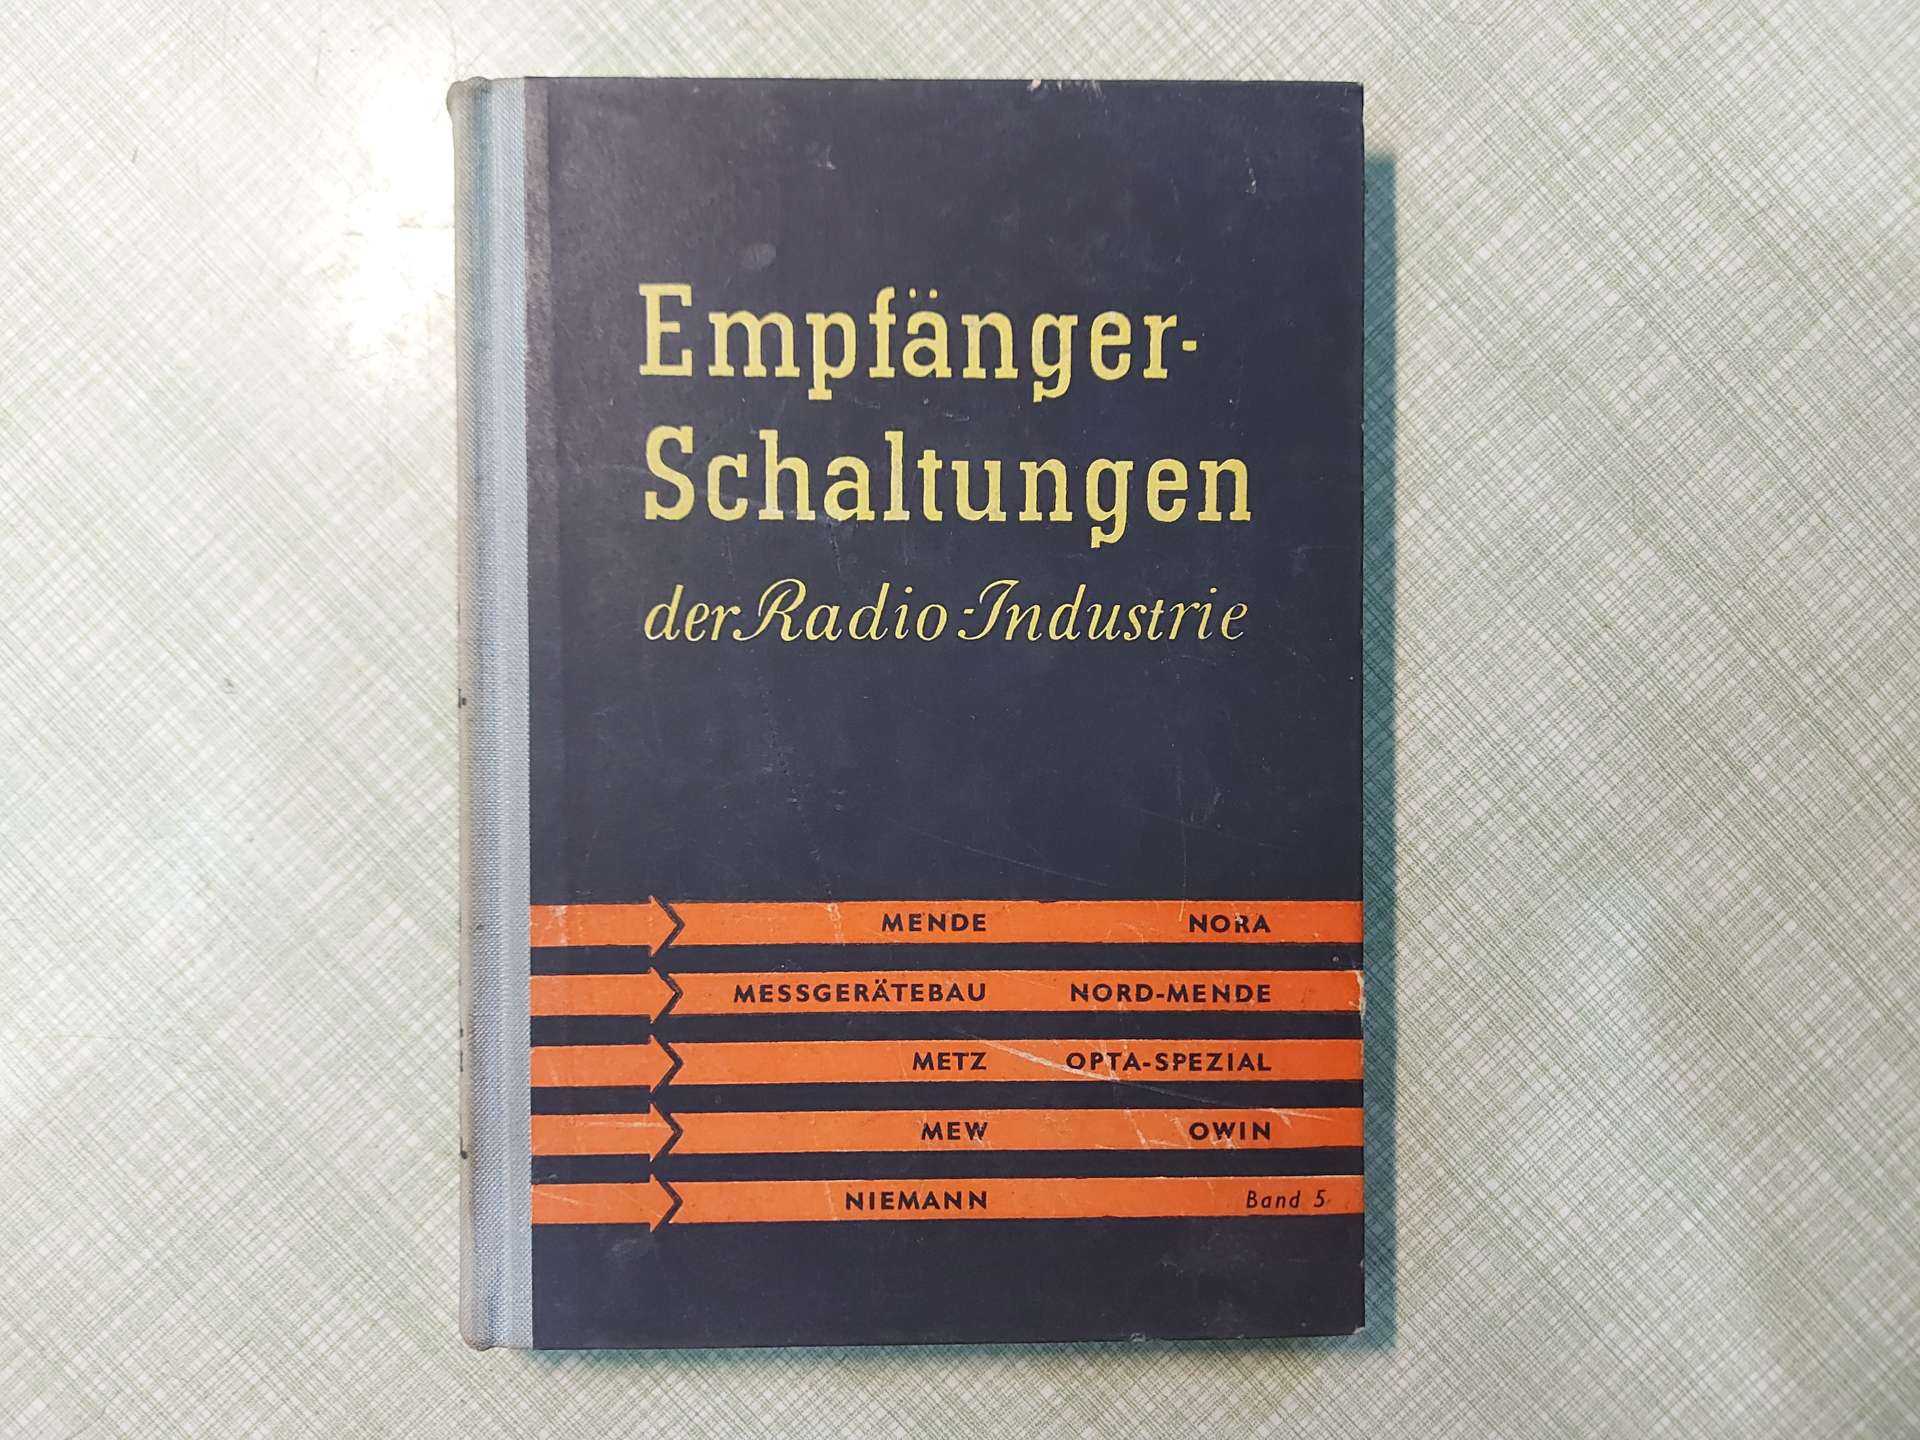 Empfänger-
Schaltungen
der Radio-Industrie
MENDE NORA
MESSGERÄTEBAU NORD-MENDE
METZ OPTA-SPEZIAL
MEW OWIN
NIEMANN Band 5